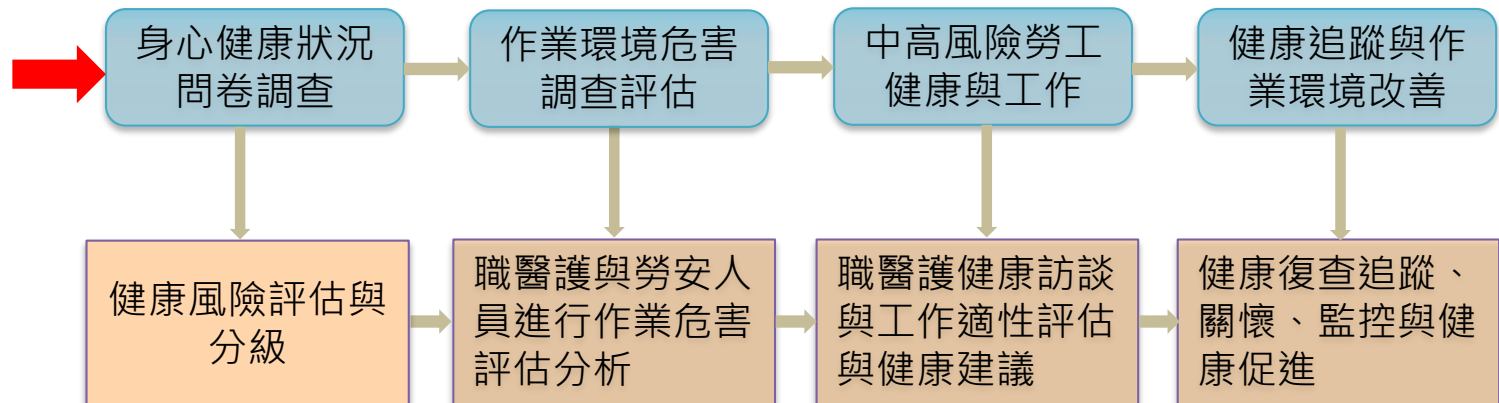 身心健康狀況
問卷調查
作業環境危害
調查評估
中高風險勞工
健康與工作
健康追蹤與作
業環境改善
健康風險評估與
分級
職醫護與勞安人
員進行作業危害
評估分析
職醫護健康訪談
與工作適性評估
與健康建議
健康復查追蹤、
關懷、監控與健
康促進